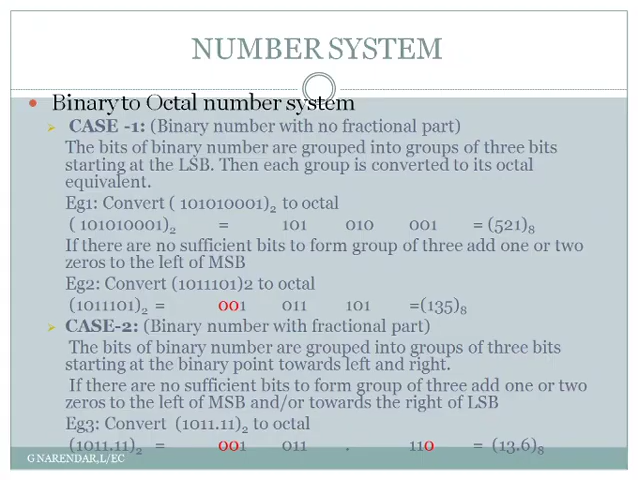 NUMBER SYSTEM
• Binary to Octal number system
➢ CASE -1: (Binary number with no fractional part)
The bits of binary number are grouped into groups of three bits
starting at the LSB. Then each group is converted to its octal
equivalent.
Eg1: Convert ( 101010001)₂ to octal
( 101010001)₂ = 101 010 001 = (521)₈
If there are no sufficient bits to form group of three add one or two
zeros to the left of MSB
Eg2: Convert (1011101)2 to octal
(1011101)₂ = 001 011 101 =(135)₈
➢ CASE-2: (Binary number with fractional part)
The bits of binary number are grouped into groups of three bits
starting at the binary point towards left and right.
If there are no sufficient bits to form group of three add one or two
zeros to the left of MSB and/or towards the right of LSB
Eg3: Convert (1011.11)₂ to octal
(1011.11)₂ = 001 011 . 110 = (13.6)₈
G NARENDAR,L/EC